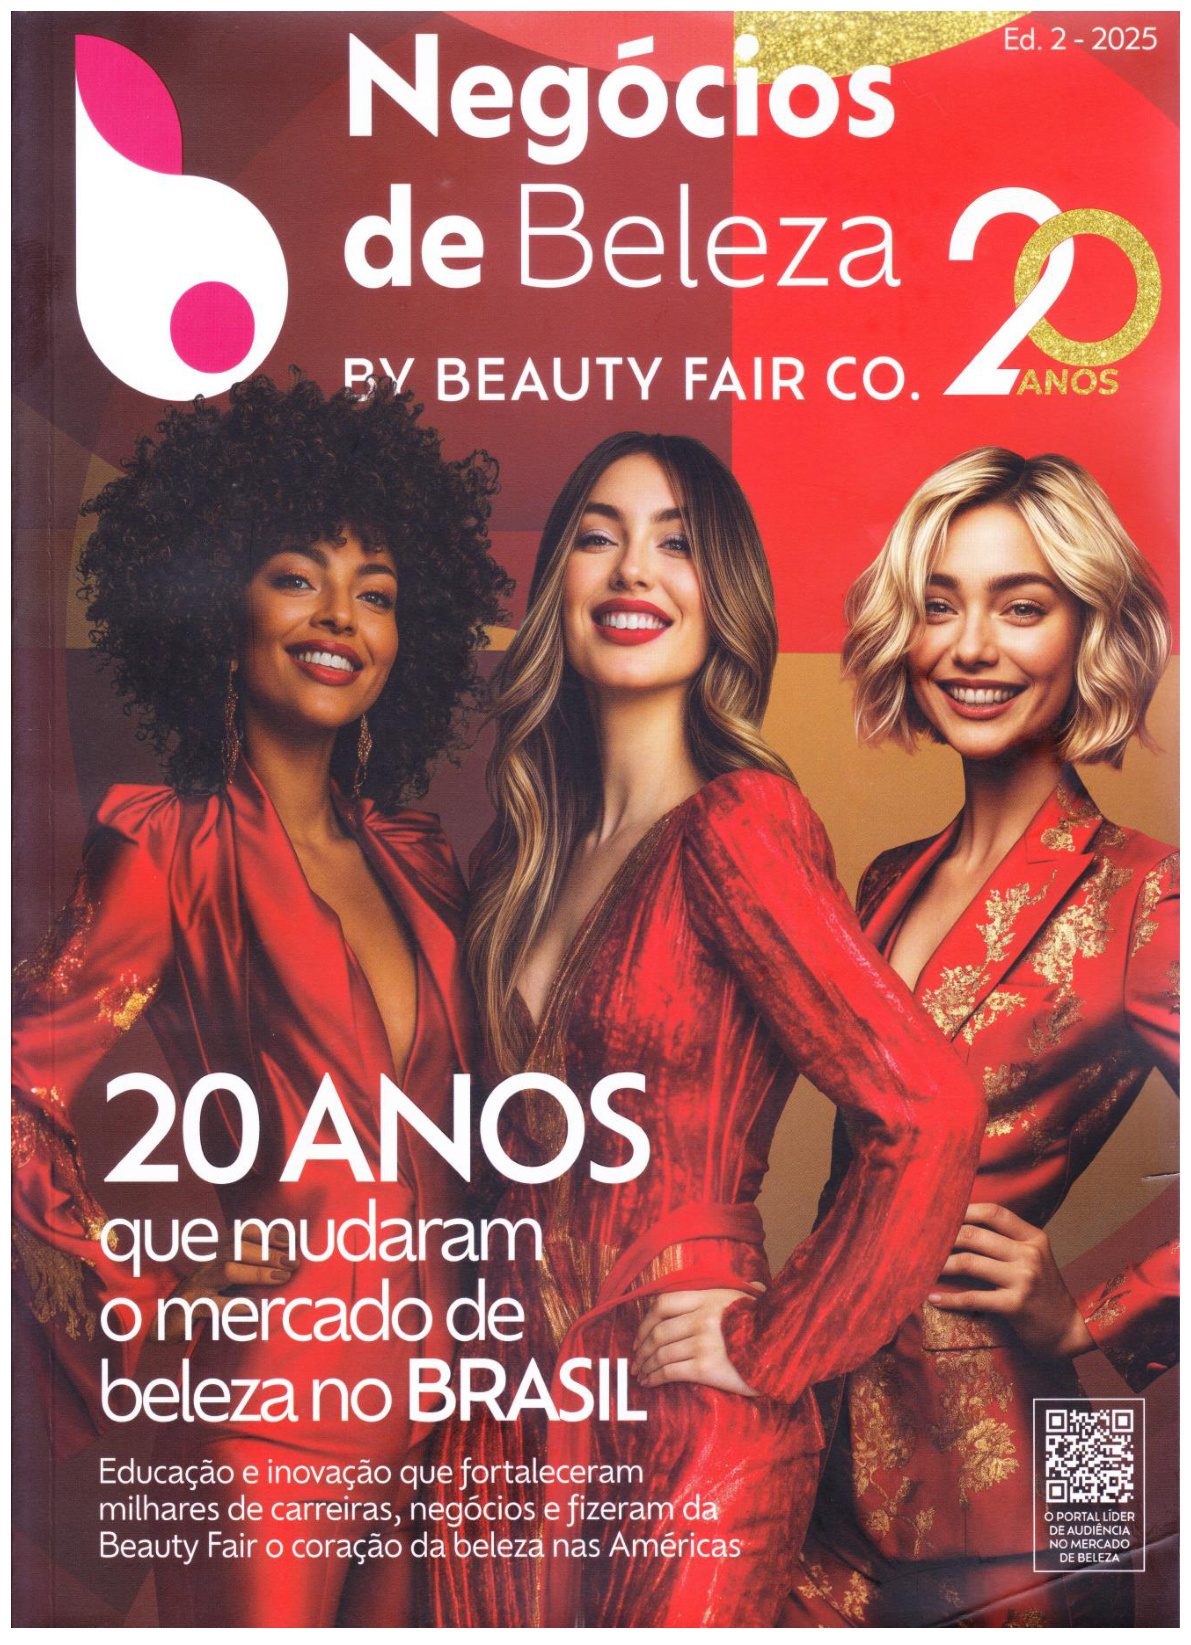 Ed. 2 - 2025
Negócios
de Beleza
20
ANOS
BY BEAUTY FAIR CO.
20 ANOS
que mudaram
o mercado de
beleza no BRASIL
Educação e inovação que fortaleceram
milhares de carreiras, negócios e fizeram da
Beauty Fair o coração da beleza nas Américas
O PORTAL LÍDER
DE AUDIÊNCIA
NO MERCADO
DE BELEZA